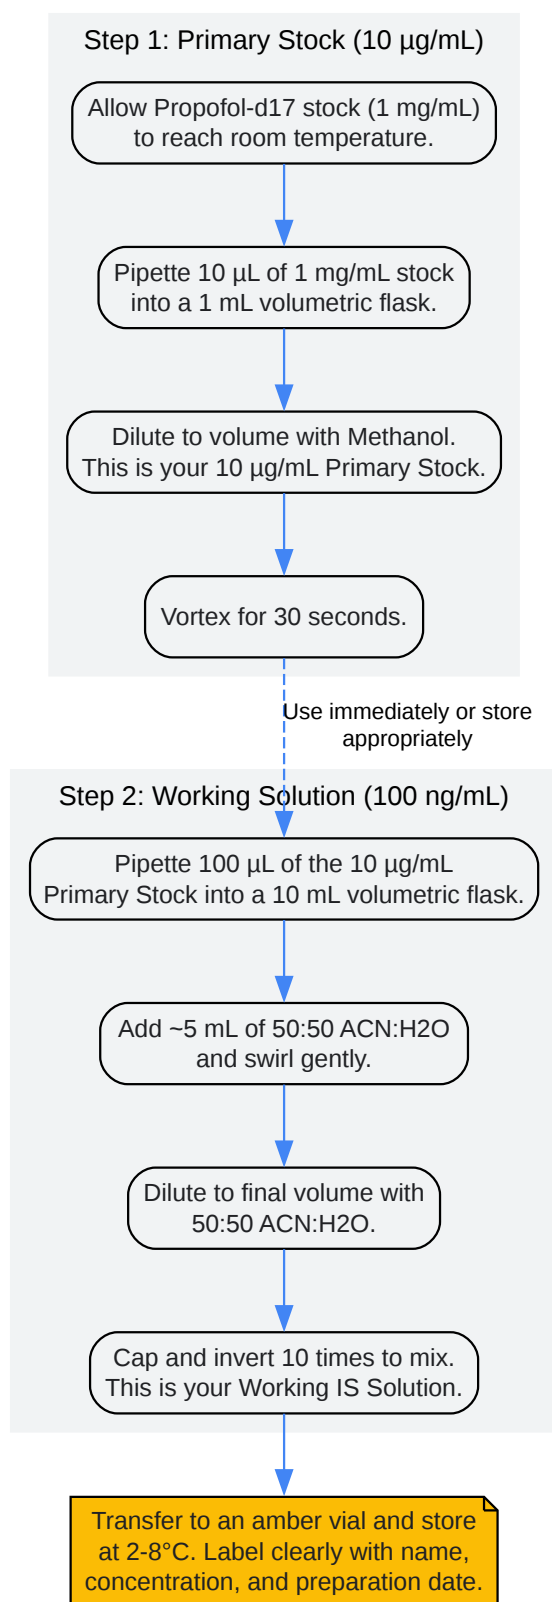 Step 1: Primary Stock (10 µg/mL)
Allow Propofol-d17 stock (1 mg/mL)
to reach room temperature.
Pipette 10 µL of 1 mg/mL stock
into a 1 mL volumetric flask.
Dilute to volume with Methanol.
This is your 10 µg/mL Primary Stock.
Vortex for 30 seconds.
Use immediately or store
appropriately
Step 2: Working Solution (100 ng/mL)
Pipette 100 µL of the 10 µg/mL
Primary Stock into a 10 mL volumetric flask.
Add ~5 mL of 50:50 ACN:H2O
and swirl gently.
Dilute to final volume with
50:50 ACN:H2O.
Cap and invert 10 times to mix.
This is your Working IS Solution.
Transfer to an amber vial and store
at 2-8°C. Label clearly with name,
concentration, and preparation date.